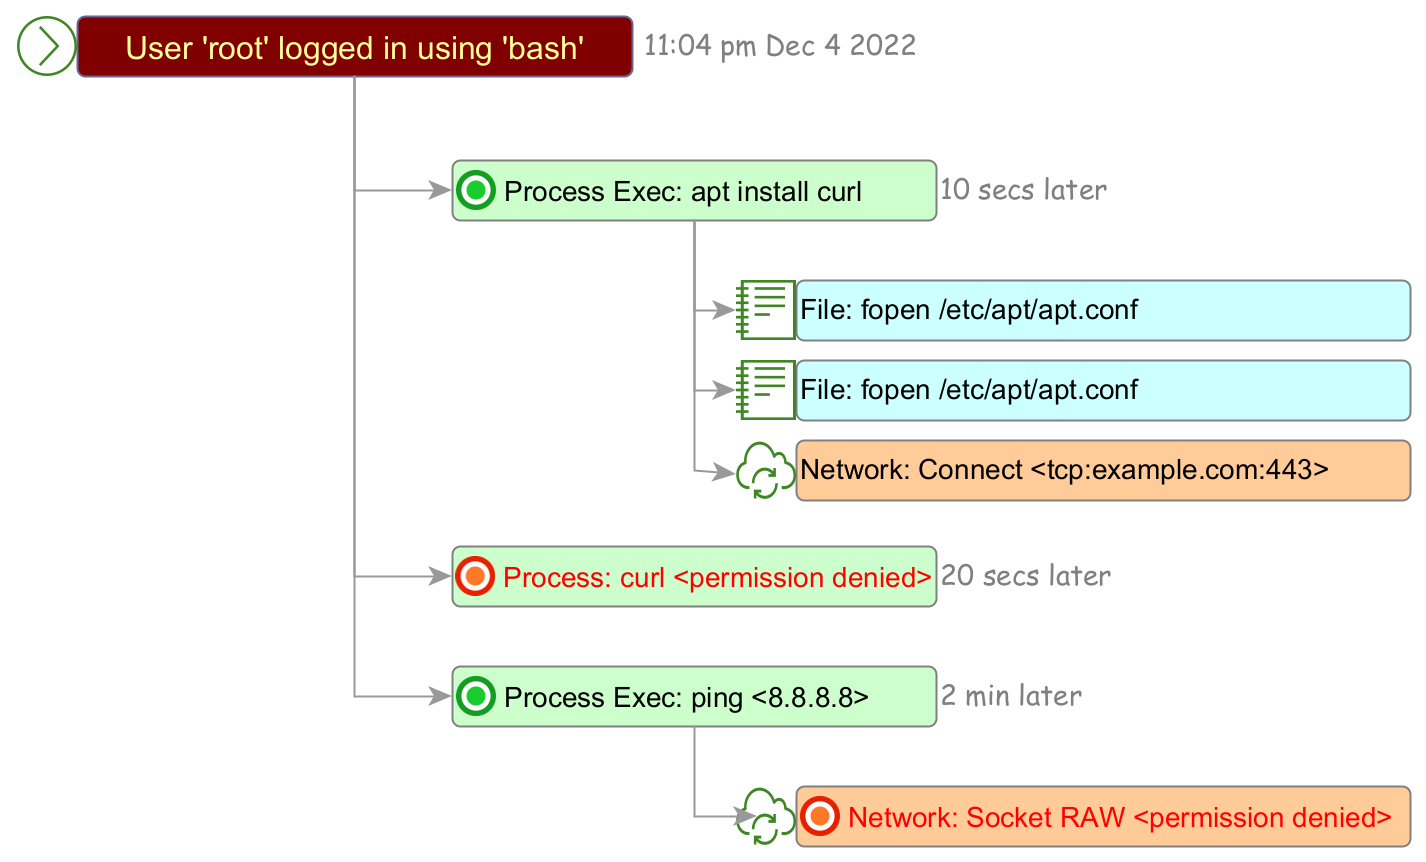 User 'root' logged in using 'bash'
11:04 pm Dec 4 2022
Process Exec: apt install curl
10 secs later
File: fopen /etc/apt/apt.conf
File: fopen /etc/apt/apt.conf
Network: Connect <tcp:example.com:443>
Process: curl <permission denied>
20 secs later
Process Exec: ping <8.8.8.8>
2 min later
Network: Socket RAW <permission denied>